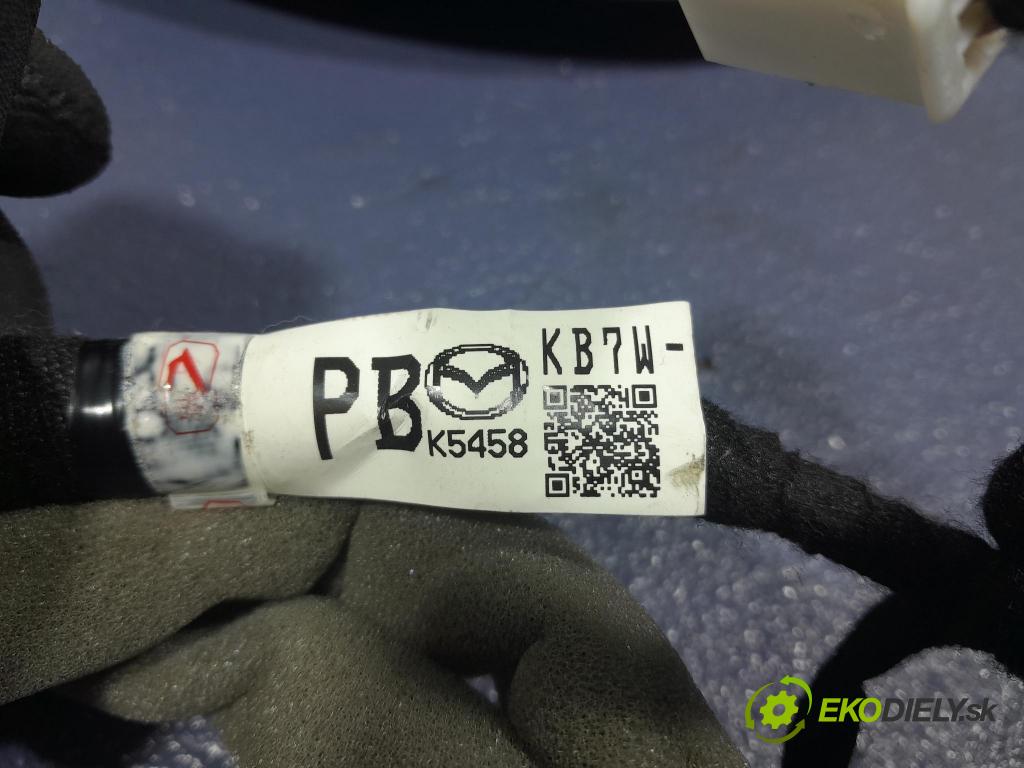 PB
KB7W-
K5458
EKODIELY.sk